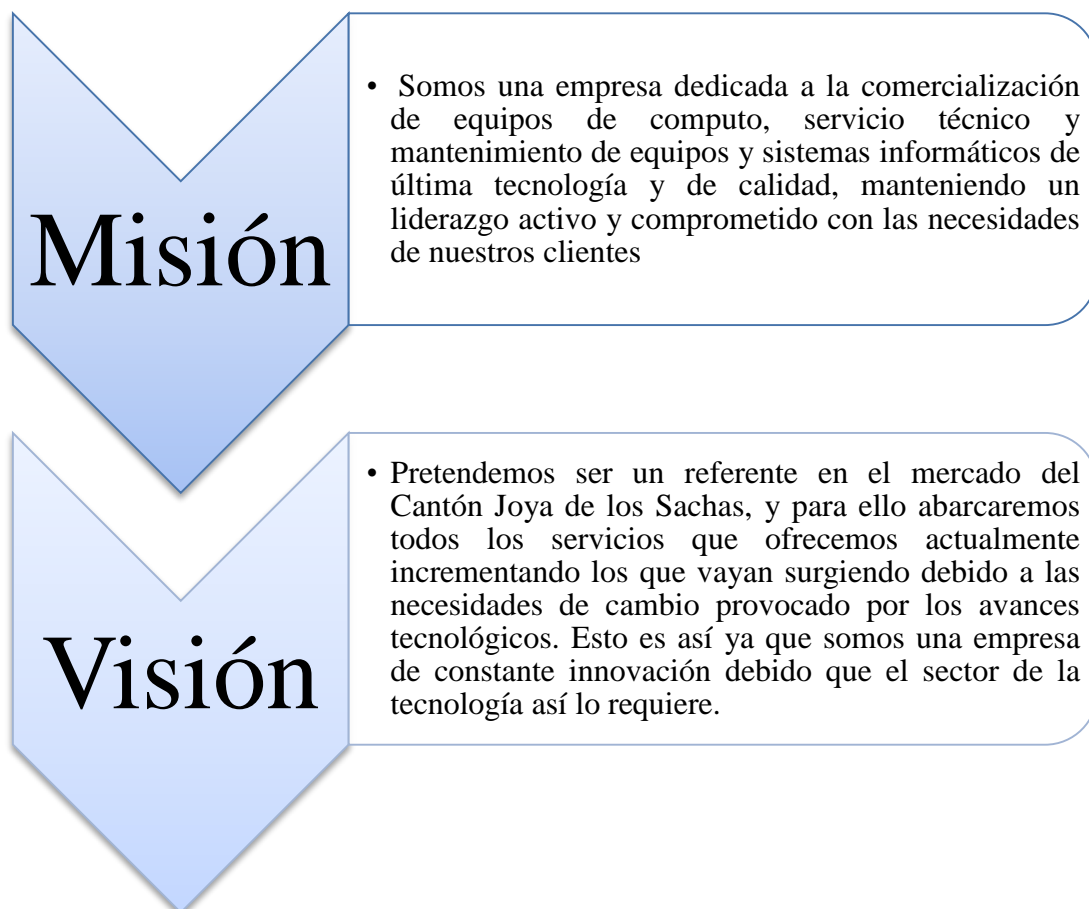 Misión
• Somos una empresa dedicada a la comercialización
de equipos de computo, servicio técnico y
mantenimiento de equipos y sistemas informáticos de
última tecnología y de calidad, manteniendo un
liderazgo activo y comprometido con las necesidades
de nuestros clientes
Visión
• Pretendemos ser un referente en el mercado del
Cantón Joya de los Sachas, y para ello abarcaremos
todos los servicios que ofrecemos actualmente
incrementando los que vayan surgiendo debido a las
necesidades de cambio provocado por los avances
tecnológicos. Esto es así ya que somos una empresa
de constante innovación debido que el sector de la
tecnología así lo requiere.